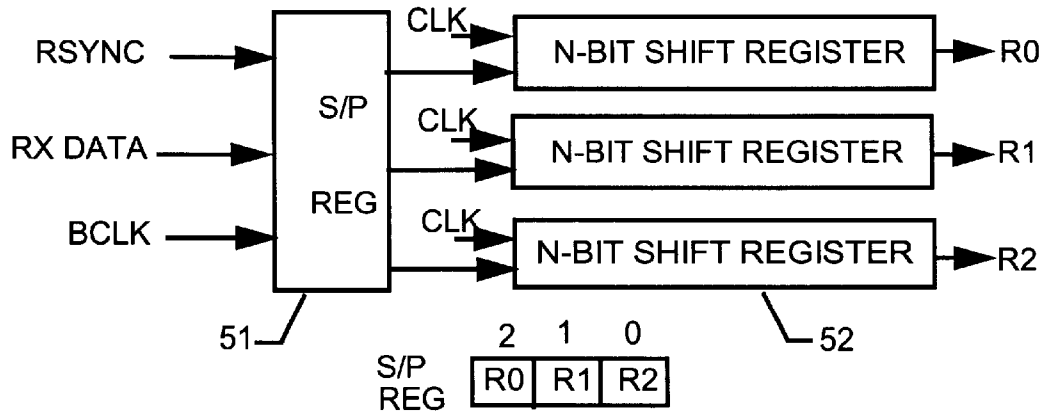 RSYNC
RX DATA
BCLK
S/P
REG
CLK
N-BIT SHIFT REGISTER
R0
CLK
N-BIT SHIFT REGISTER
R1
CLK
N-BIT SHIFT REGISTER
R2
51
52
2 1 0
S/P
REG
R0 R1 R2